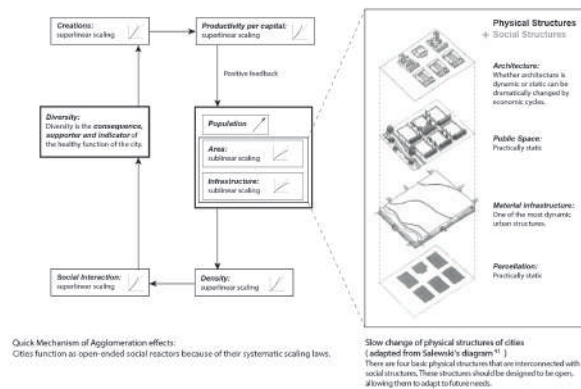 Creations:
superlinear scaling
Productivity per capital:
superlinear scaling
Positive feedback
Diversity:
Diversity is the consequence,
supporter and indicator of
the healthy function of the city.
Population
Area:
sublinear scaling
Infrastructure:
sublinear scaling
Social Interaction:
superlinear scaling
Density:
superlinear scaling
Quick Mechanism of Agglomeration effects:
Cities function as open-ended social reactors because of their systematic scaling laws.
Physical Structures
+ Social Structures
Architecture:
Whether architecture is
dynamic or static can be
dramatically changed by
economic cycles.
Public Space:
Practically static
Material Infrastructure:
One of the most dynamic
urban structures.
Parcellation:
Practically static
Slow change of physical structures of cities
( adapted from Salewski's diagram )
There are four basic physical structures that are interconnected with
social structures. These structures should be designed to be open,
allowing them to adapt to future needs.